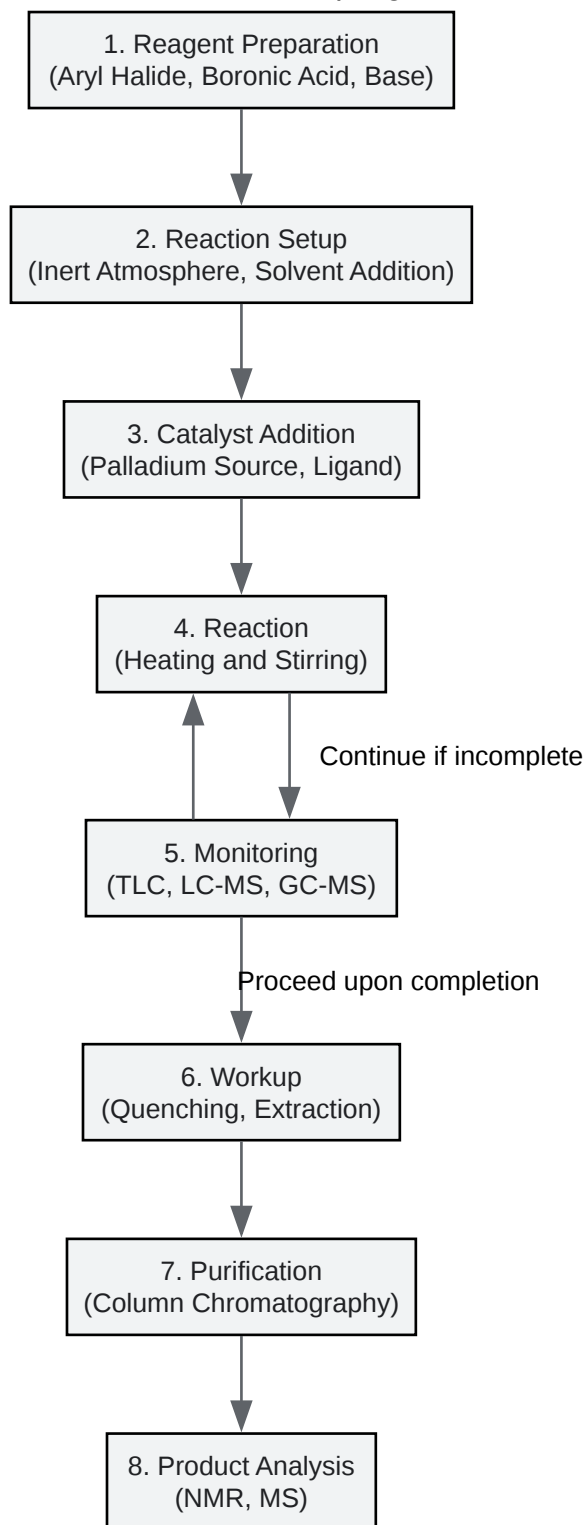 1. Reagent Preparation
(Aryl Halide, Boronic Acid, Base)
2. Reaction Setup
(Inert Atmosphere, Solvent Addition)
3. Catalyst Addition
(Palladium Source, Ligand)
4. Reaction
(Heating and Stirring)
Continue if incomplete
5. Monitoring
(TLC, LC-MS, GC-MS)
Proceed upon completion
6. Workup
(Quenching, Extraction)
7. Purification
(Column Chromatography)
8. Product Analysis
(NMR, MS)